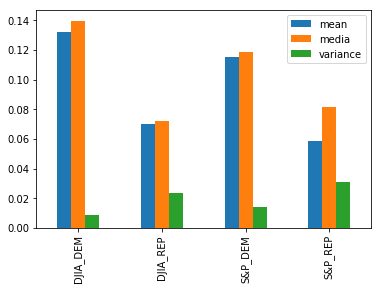 mean
media
variance
0.14
0.12
0.10
0.08
0.06
0.04
0.02
0.00
DJIA_DEM
DJIA_REP
S&P_DEM
S&P_REP